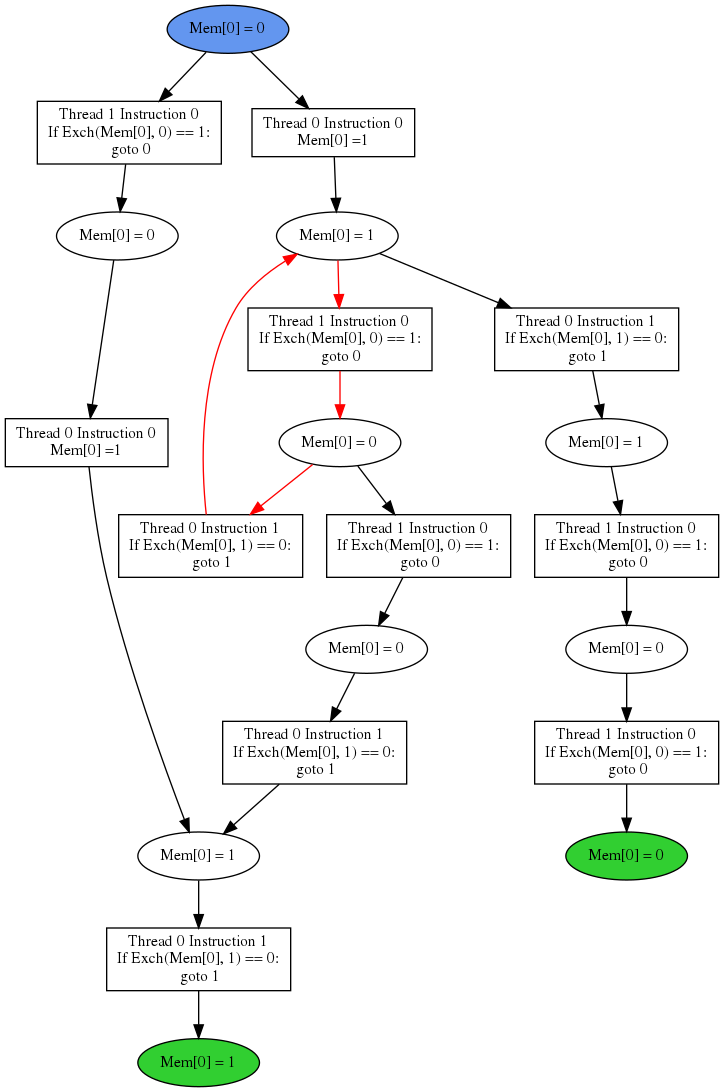 Mem[0] = 0
Thread 1 Instruction 0
If Exch(Mem[0], 0) == 1:
goto 0
Thread 0 Instruction 0
Mem[0] =1
Mem[0] = 0
Mem[0] = 1
Thread 1 Instruction 0
If Exch(Mem[0], 0) == 1:
goto 0
Thread 0 Instruction 1
If Exch(Mem[0], 1) == 0:
goto 1
Thread 0 Instruction 0
Mem[0] =1
Mem[0] = 0
Mem[0] = 1
Thread 0 Instruction 1
If Exch(Mem[0], 1) == 0:
goto 1
Thread 1 Instruction 0
If Exch(Mem[0], 0) == 1:
goto 0
Thread 1 Instruction 0
If Exch(Mem[0], 0) == 1:
goto 0
Mem[0] = 0
Mem[0] = 0
Thread 0 Instruction 1
If Exch(Mem[0], 1) == 0:
goto 1
Thread 1 Instruction 0
If Exch(Mem[0], 0) == 1:
goto 0
Mem[0] = 1
Mem[0] = 0
Thread 0 Instruction 1
If Exch(Mem[0], 1) == 0:
goto 1
Mem[0] = 1